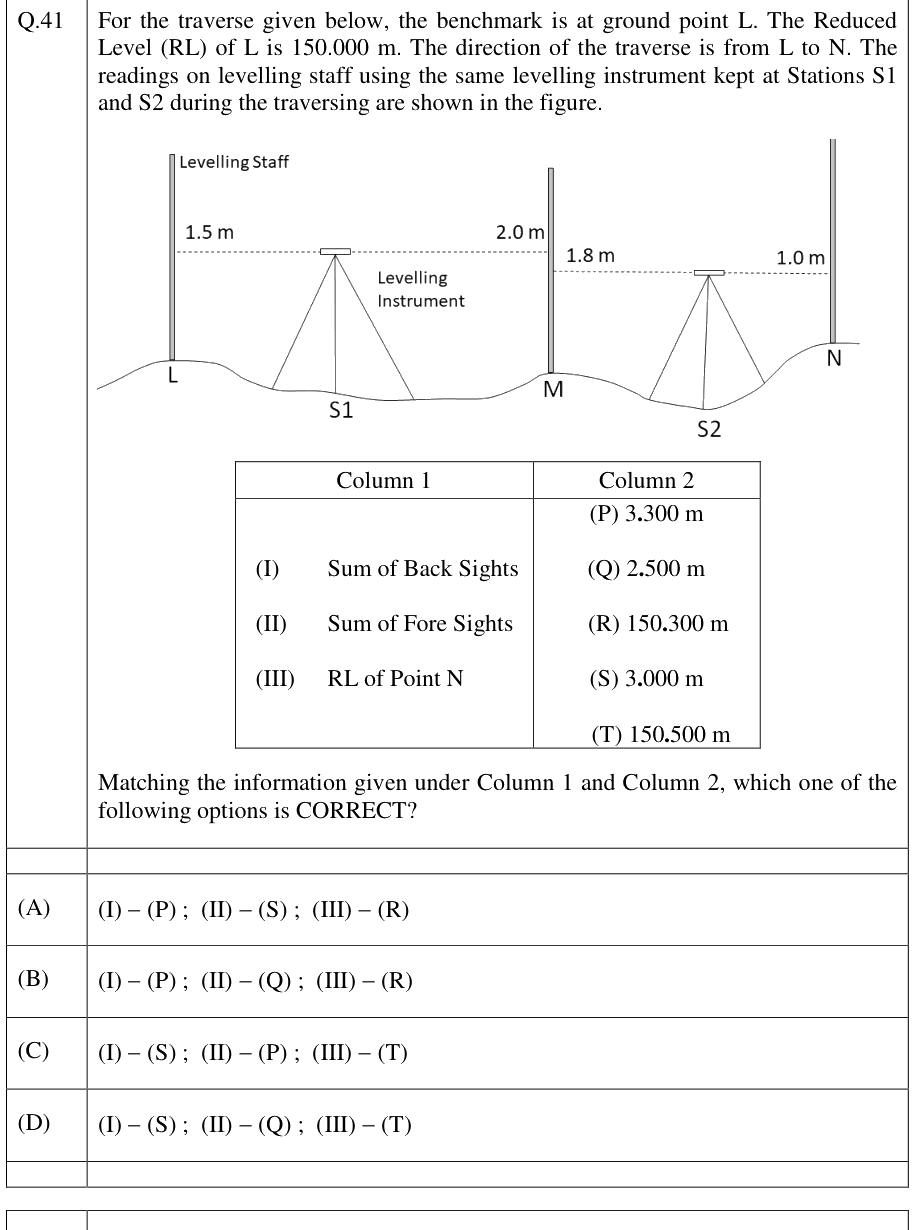 Q.41
For the traverse given below, the benchmark is at ground point L. The Reduced
Level (RL) of L is 150.000 m. The direction of the traverse is from L to N. The
readings on levelling staff using the same levelling instrument kept at Stations S1
and S2 during the traversing are shown in the figure.
Levelling Staff
1.5 m
2.0 m
1.8 m
1.0 m
Levelling
Instrument
L
S1
M
S2
N
Column 1
Column 2
(P) 3.300 m
(I) Sum of Back Sights
(Q) 2.500 m
(II) Sum of Fore Sights
(R) 150.300 m
(III) RL of Point N
(S) 3.000 m
(T) 150.500 m
Matching the information given under Column 1 and Column 2, which one of the
following options is CORRECT?
(A) (I) – (P) ; (II) – (S) ; (III) – (R)
(B) (I) – (P) ; (II) – (Q) ; (III) – (R)
(C) (I) – (S) ; (II) – (P) ; (III) – (T)
(D) (I) – (S) ; (II) – (Q) ; (III) – (T)